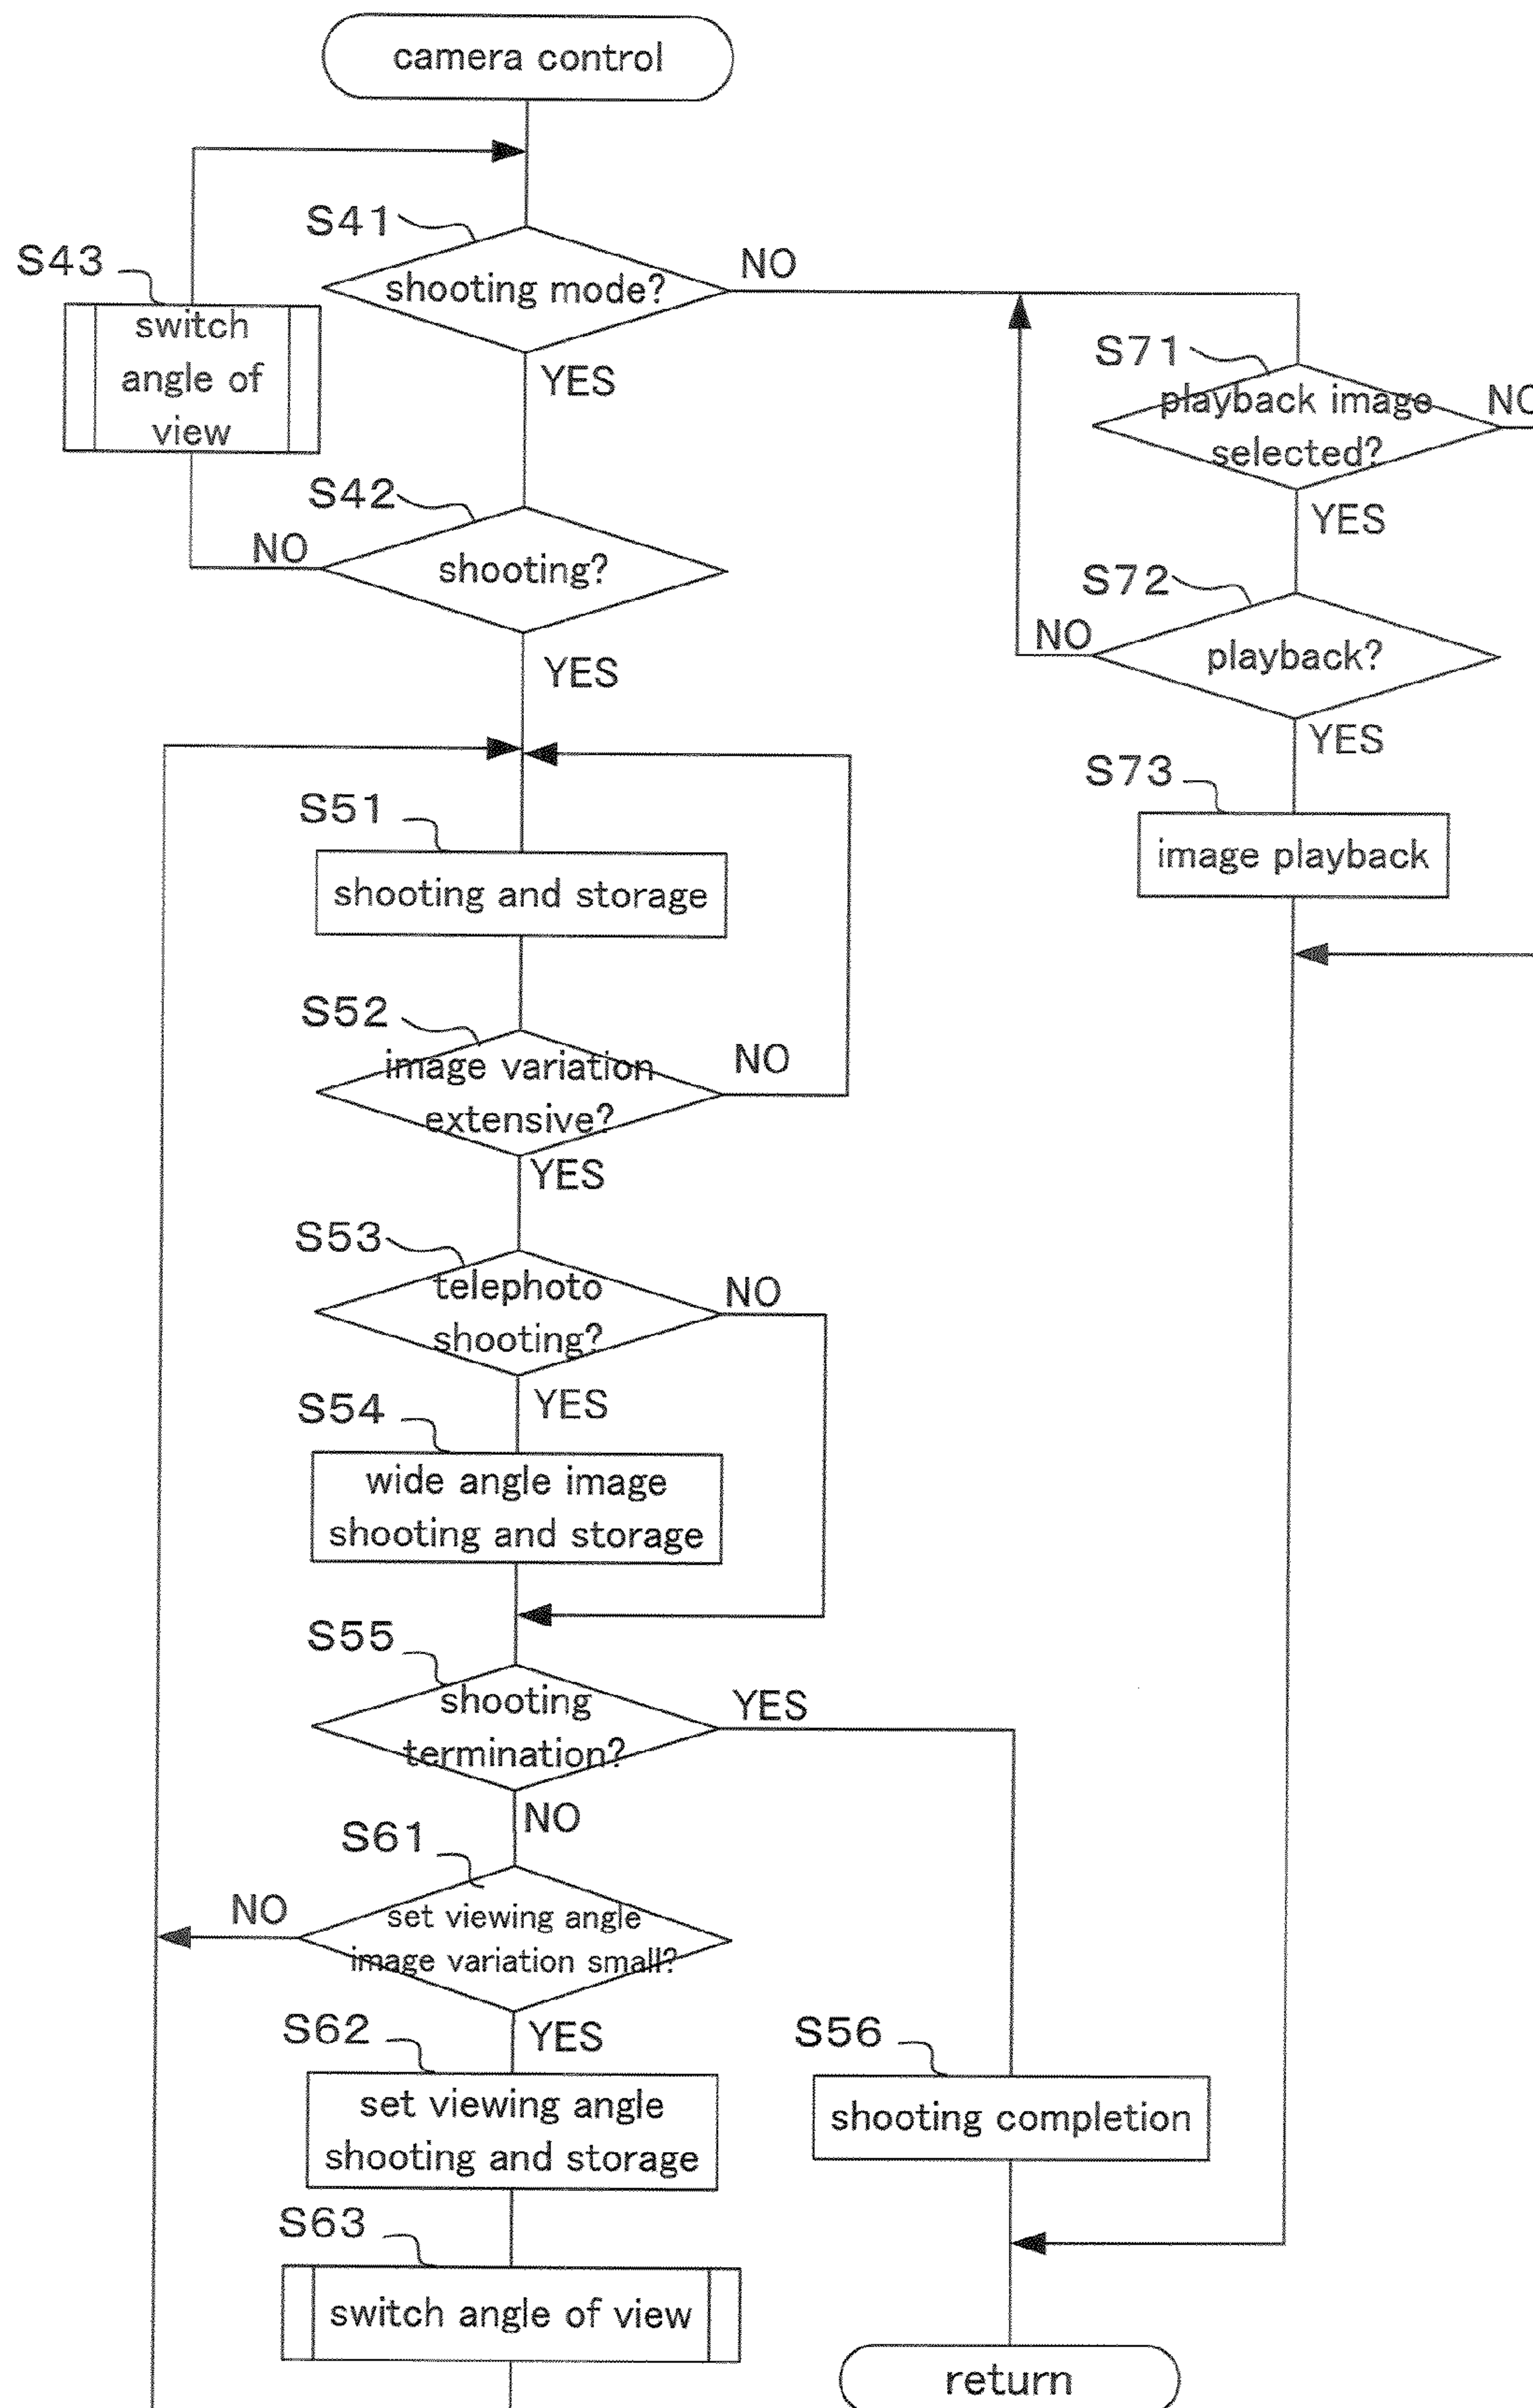 camera control
S41
shooting mode?
NO
YES
S43
switch
angle of
view
S42
shooting?
NO
YES
S71
playback image
selected?
NO
YES
S72
playback?
NO
YES
S73
image playback
S51
shooting and storage
S52
image variation
extensive?
NO
YES
S53
telephoto
shooting?
NO
YES
S54
wide angle image
shooting and storage
S55
shooting
termination?
YES
NO
S61
set viewing angle
image variation small?
NO
YES
S62
set viewing angle
shooting and storage
S56
shooting completion
S63
switch angle of view
return